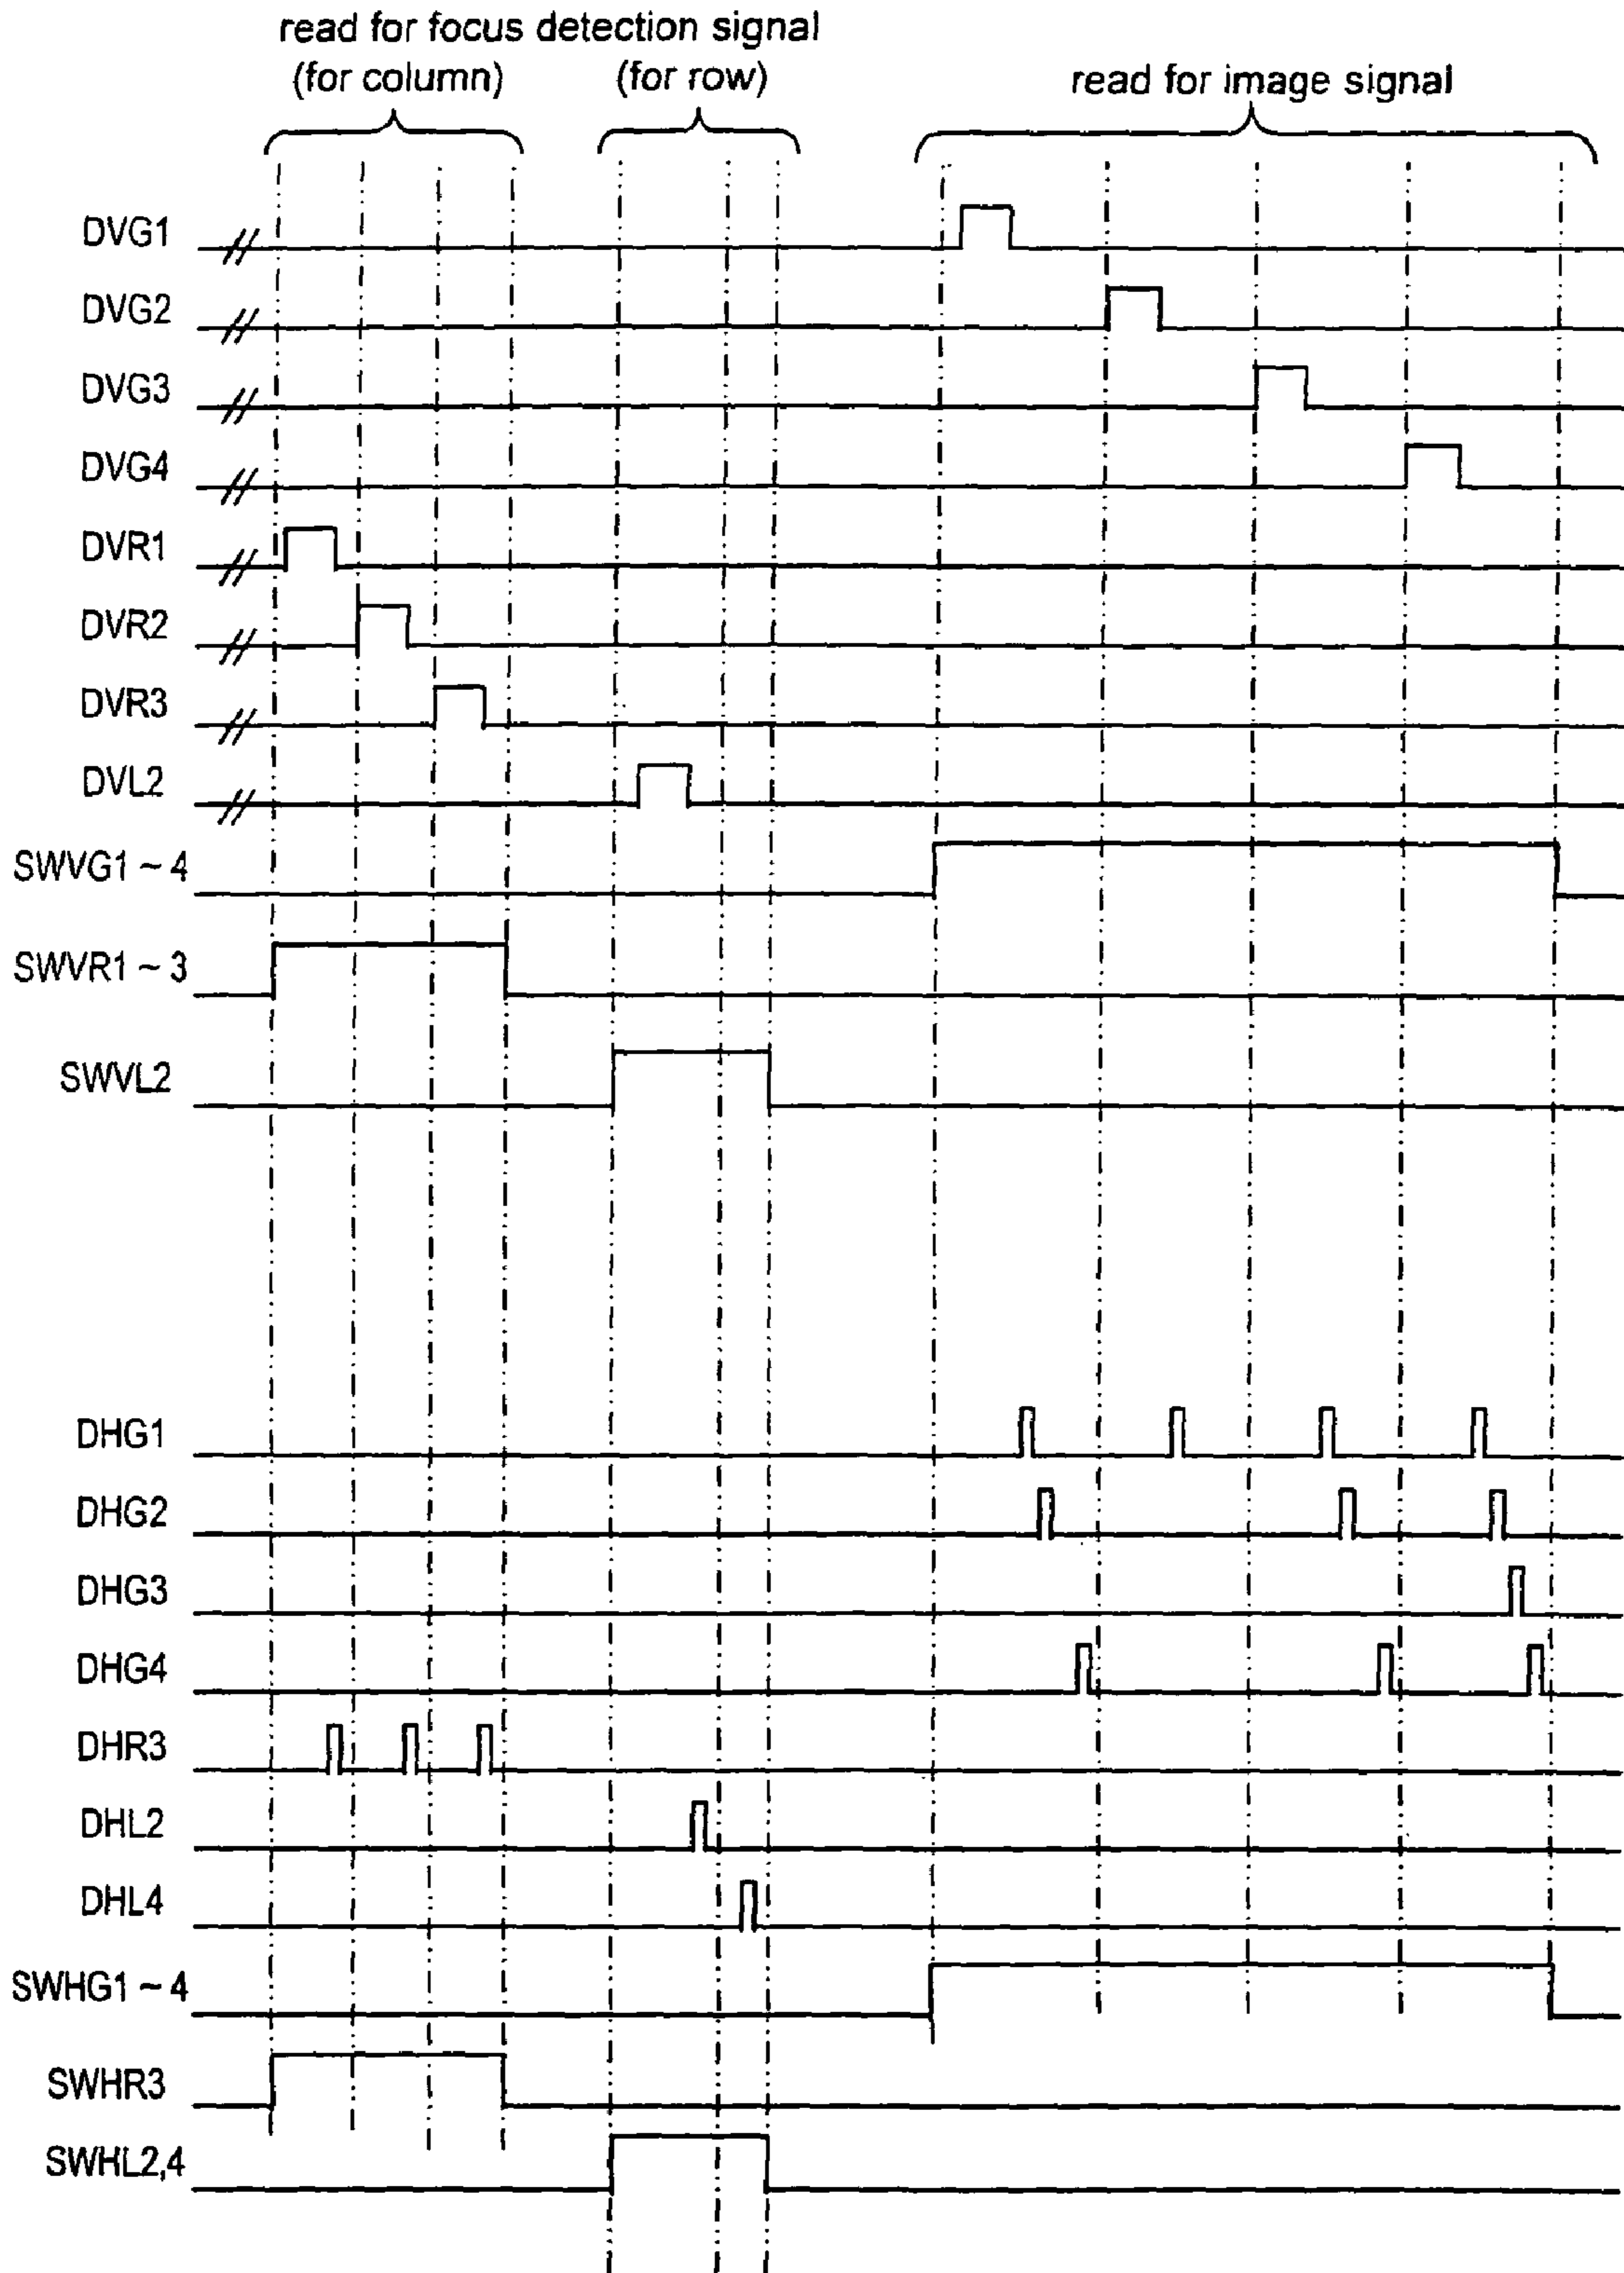 read for focus detection signal
(for column)
(for row)
read for image signal
DVG1
DVG2
DVG3
DVG4
DVR1
DVR2
DVR3
DVL2
SWVG1 ~ 4
SWVR1 ~ 3
SWVL2
DHG1
DHG2
DHG3
DHG4
DHR3
DHL2
DHL4
SWHG1 ~ 4
SWHR3
SWHL2,4